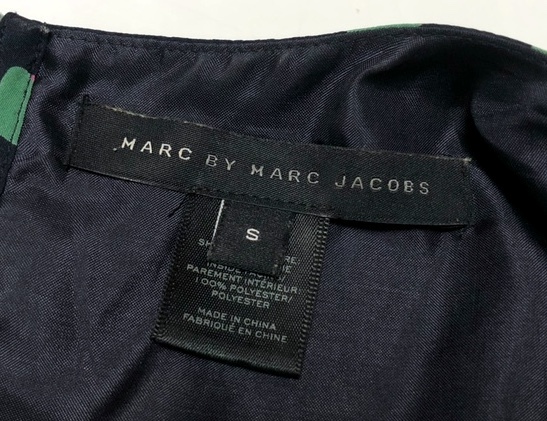 MARC BY MARC JACOBS
S
PAREMENT INTÉRIEUR:
100% POLYESTER/
POLYESTER
MADE IN CHINA
FABRIQUÉ EN CHINE